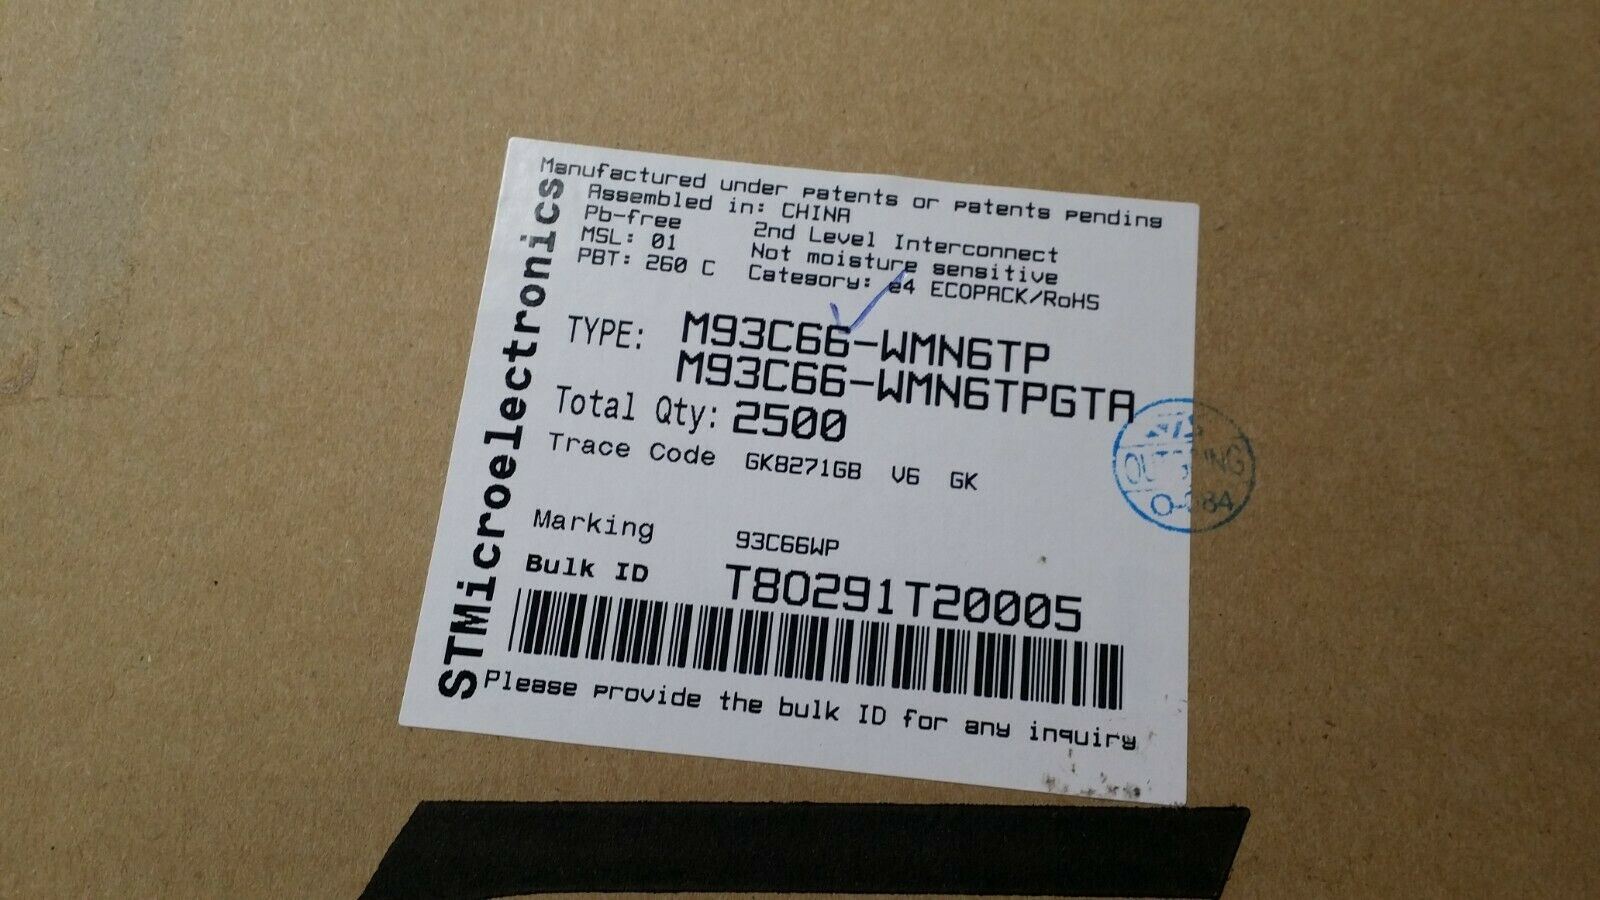 STMicroelectronics
Manufactured under patents or patents pending
Assembled in: CHINA
Pb-free 2nd Level Interconnect
MSL: 01 Not moisture sensitive
PBT: 260 C Category: e4 ECOPACK/RoHS
TYPE: M93C66-WMN6TP
M93C66-WMN6TPGTA
Total Qty: 2500
Trace Code GK8271GB V6 GK
Marking 93C66WP
Bulk ID T80291T20005
Please provide the bulk ID for any inquiry